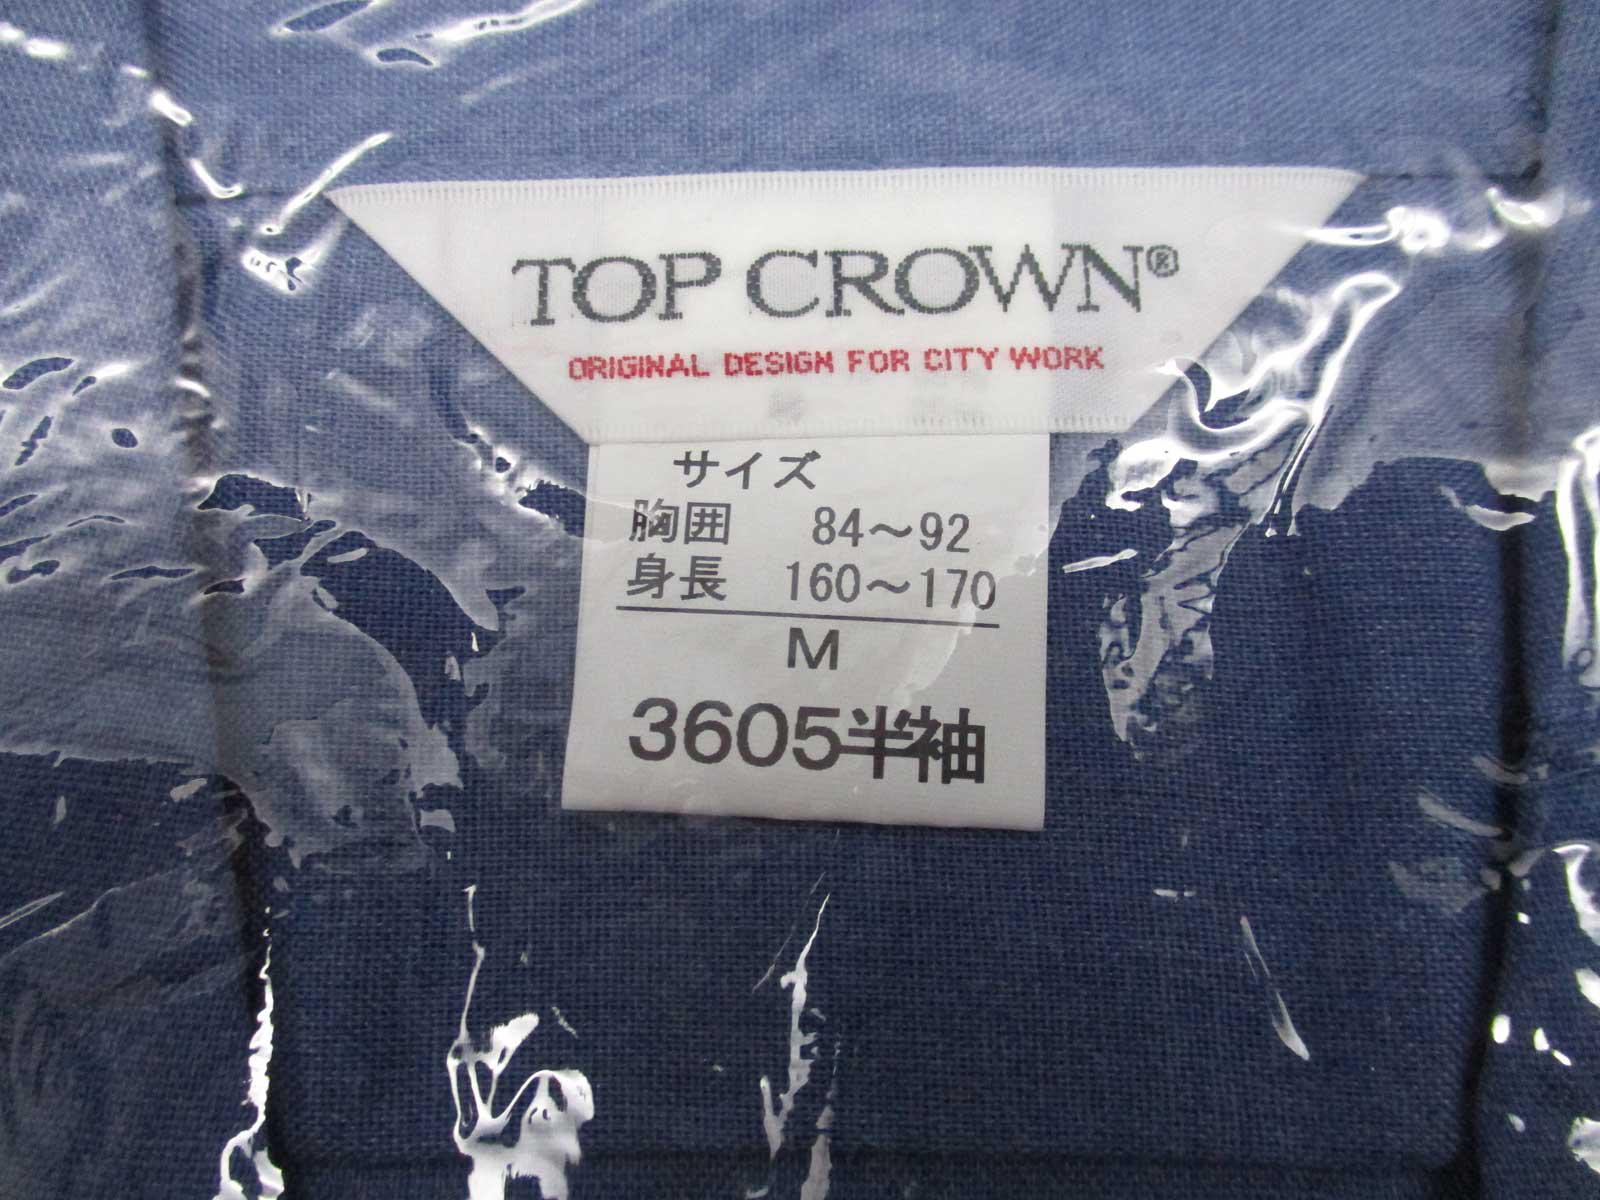 TOP CROWN®
ORIGINAL DESIGN FOR CITY WORK
サイズ
胸囲 84～92
身長 160～170
M
3605半袖